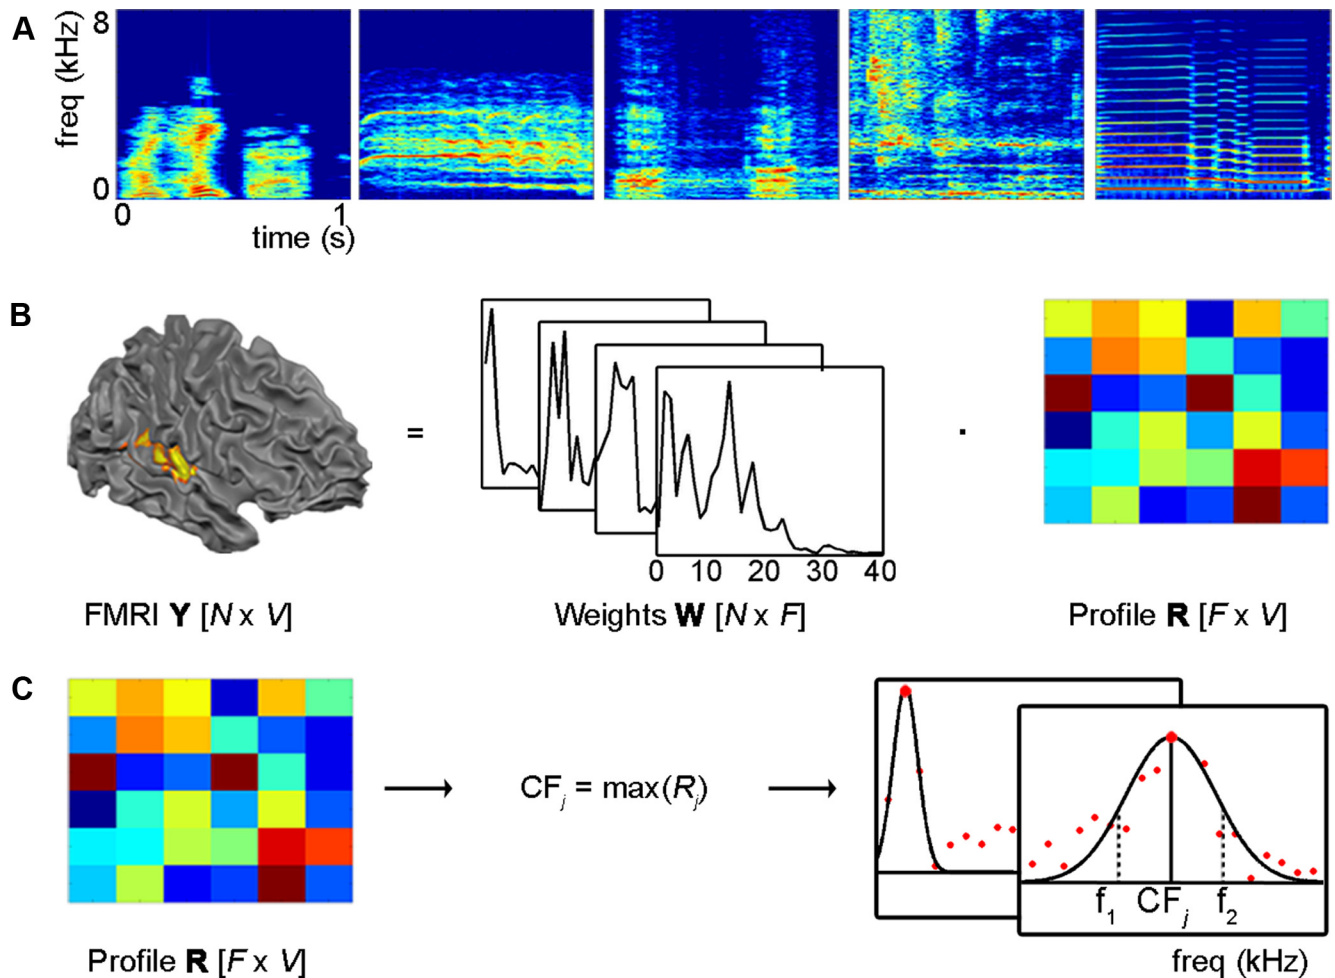 A
8
freq (kHz)
0
0
1
time (s)
B
=
.
0 10 20 30 40
FMRI Y [N x V]
Weights W [N x F]
Profile R [F x V]
C
CFj = max(Rj)
f1 CFj f2
Profile R [F x V]
freq (kHz)